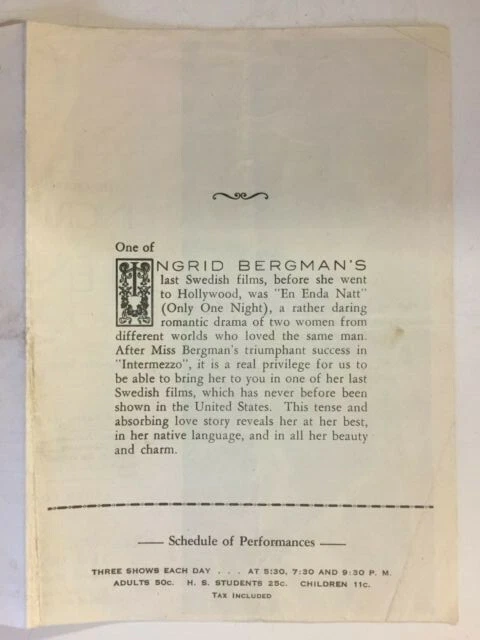 One of
INGRID BERGMAN'S
last Swedish films, before she went
to Hollywood, was "En Enda Natt"
(Only One Night), a rather daring
romantic drama of two women from
different worlds who loved the same man.
After Miss Bergman's triumphant success in
"Intermezzo", it is a real privilege for us to
be able to bring her to you in one of her last
Swedish films, which has never before been
shown in the United States. This tense and
absorbing love story reveals her at her best,
in her native language, and in all her beauty
and charm.
—— Schedule of Performances ——
THREE SHOWS EACH DAY . . . AT 5:30, 7:30 AND 9:30 P. M.
ADULTS 50c. H. S. STUDENTS 25c. CHILDREN 11c.
TAX INCLUDED